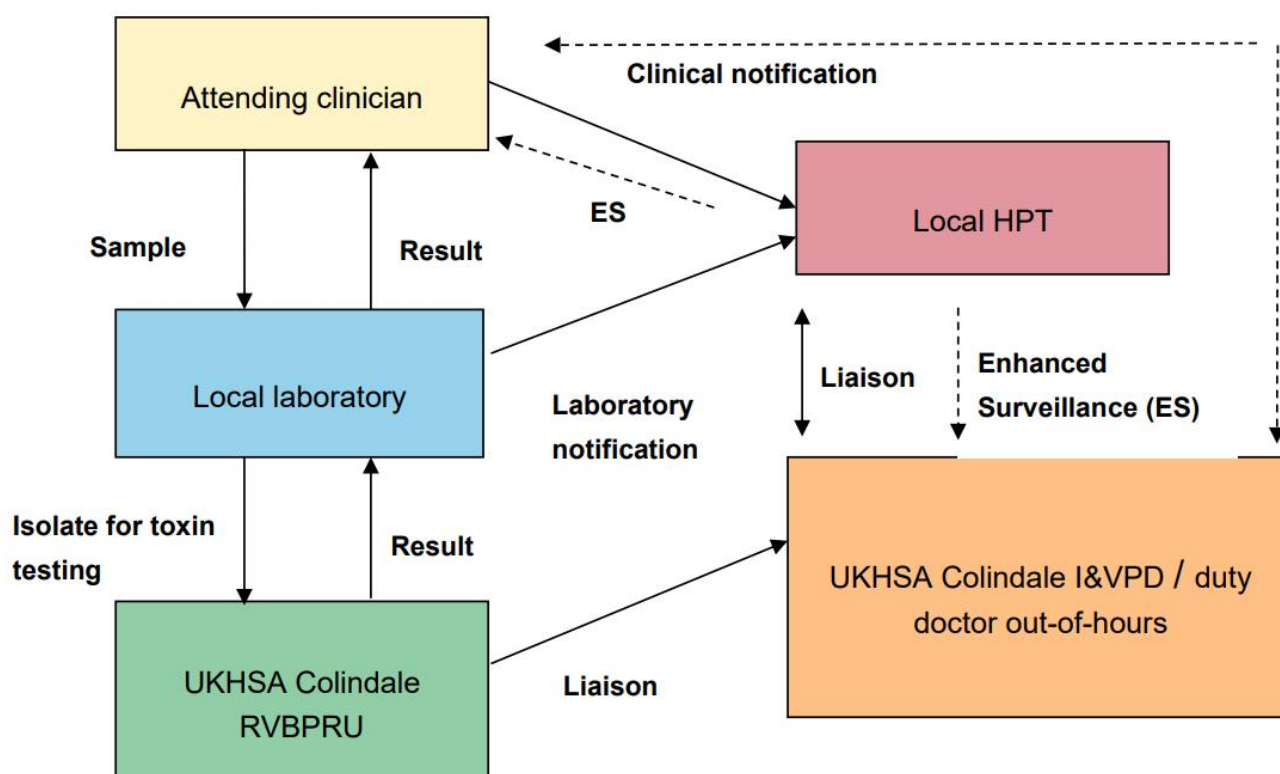 Attending clinician
Clinical notification
ES
Local HPT
Sample
Result
Local laboratory
Liaison
Enhanced
Surveillance (ES)
Laboratory
notification
Isolate for toxin
testing
Result
UKHSA Colindale I&VPD / duty
doctor out-of-hours
UKHSA Colindale
RVBPRU
Liaison